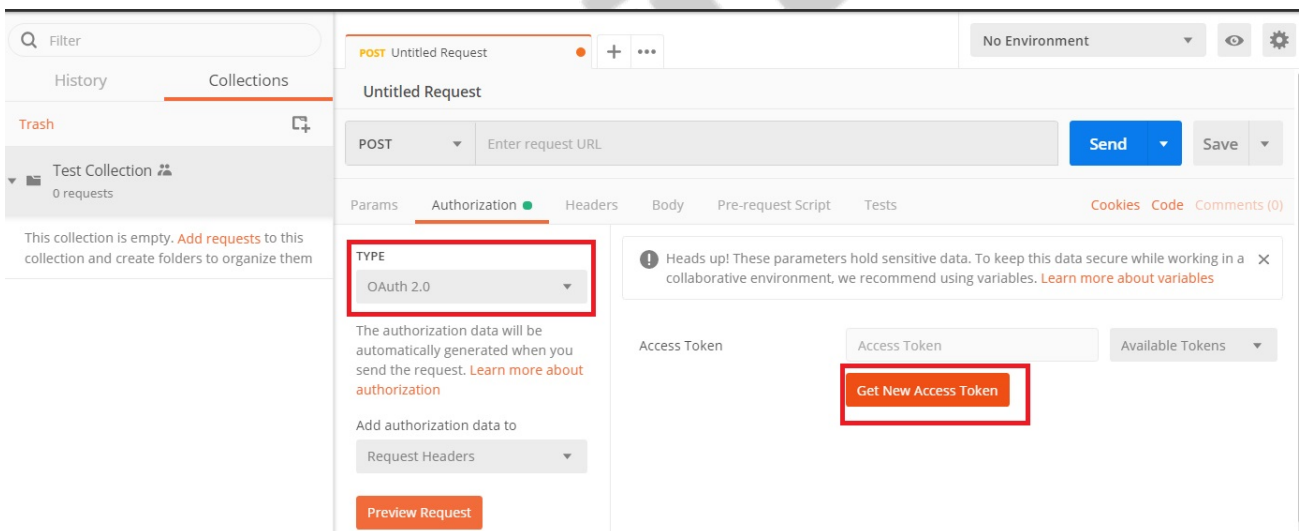 Filter
History
Collections
Trash
Test Collection
0 requests
This collection is empty. Add requests to this
collection and create folders to organize them
POST Untitled Request
No Environment
Untitled Request
POST
Enter request URL
Send
Save
Params
Authorization
Headers
Body
Pre-request Script
Tests
Cookies
Code
Comments (0)
TYPE
OAuth 2.0
The authorization data will be
automatically generated when you
send the request. Learn more about
authorization
Add authorization data to
Request Headers
Preview Request
Heads up! These parameters hold sensitive data. To keep this data secure while working in a
collaborative environment, we recommend using variables. Learn more about variables
Access Token
Access Token
Available Tokens
Get New Access Token